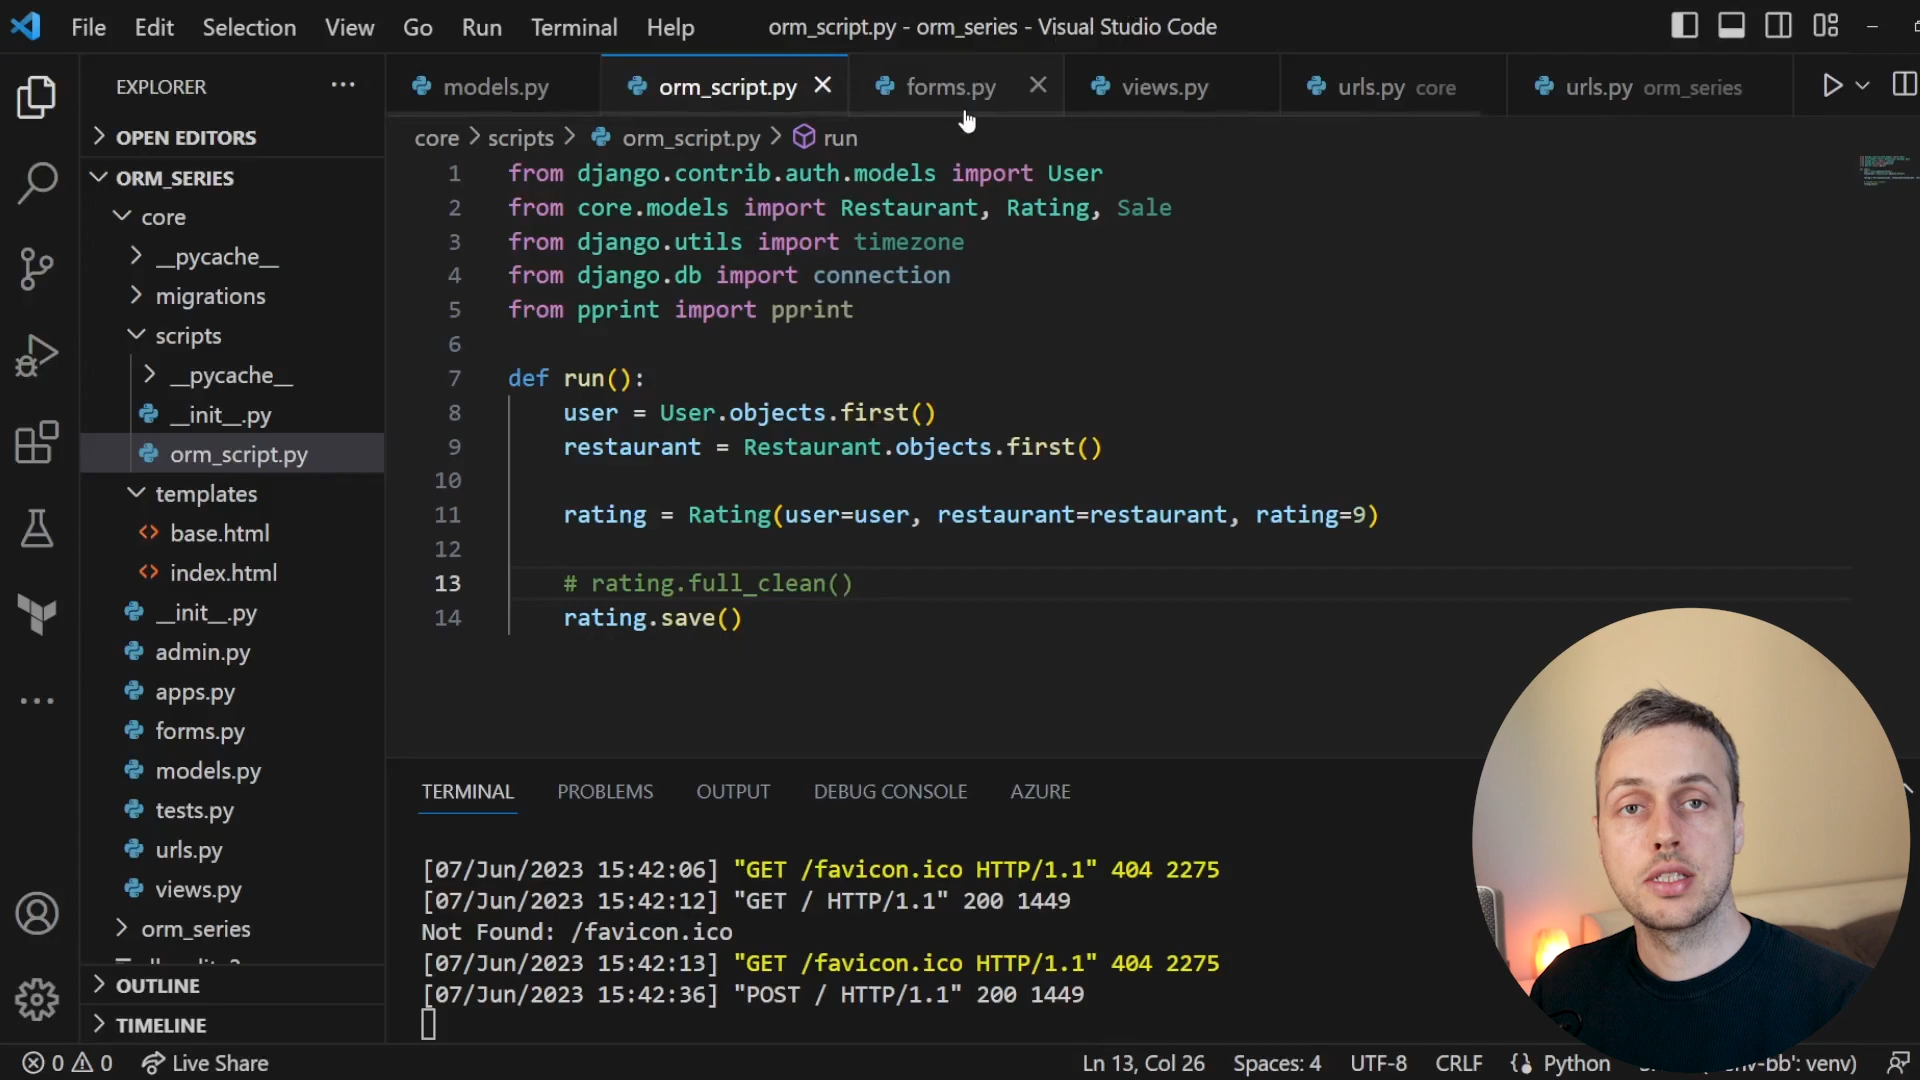 File Edit Selection View Go Run Terminal Help orm_script.py - orm_series - Visual Studio Code
EXPLORER ...
OPEN EDITORS
ORM_SERIES
core
__pycache__
migrations
scripts
__pycache__
__init__.py
orm_script.py
templates
base.html
index.html
__init__.py
admin.py
apps.py
forms.py
models.py
tests.py
urls.py
views.py
orm_series
OUTLINE
TIMELINE
models.py orm_script.py forms.py views.py urls.py core urls.py orm_series
core > scripts > orm_script.py > run
1 from django.contrib.auth.models import User
2 from core.models import Restaurant, Rating, Sale
3 from django.utils import timezone
4 from django.db import connection
5 from pprint import pprint
6
7 def run():
8 user = User.objects.first()
9 restaurant = Restaurant.objects.first()
10
11 rating = Rating(user=user, restaurant=restaurant, rating=9)
12
13 # rating.full_clean()
14 rating.save()
TERMINAL PROBLEMS OUTPUT DEBUG CONSOLE AZURE
[07/Jun/2023 15:42:06] "GET /favicon.ico HTTP/1.1" 404 2275
[07/Jun/2023 15:42:12] "GET / HTTP/1.1" 200 1449
Not Found: /favicon.ico
[07/Jun/2023 15:42:13] "GET /favicon.ico HTTP/1.1" 404 2275
[07/Jun/2023 15:42:36] "POST / HTTP/1.1" 200 1449
0 0 Live Share Ln 13, Col 26 Spaces: 4 UTF-8 CRLF Python venv)